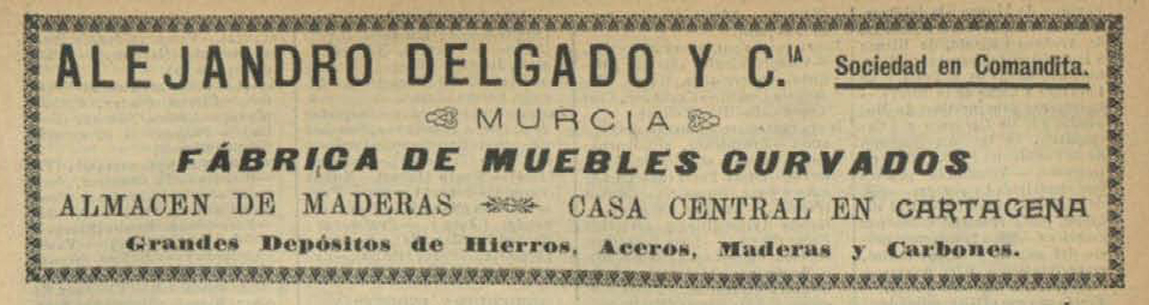 ALEJANDRO DELGADO Y C.IA Sociedad en Comandita.
MURCIA
FÁBRICA DE MUEBLES CURVADOS
ALMACEN DE MADERAS CASA CENTRAL EN CARTAGENA
Grandes Depósitos de Hierros, Aceros, Maderas y Carbones.